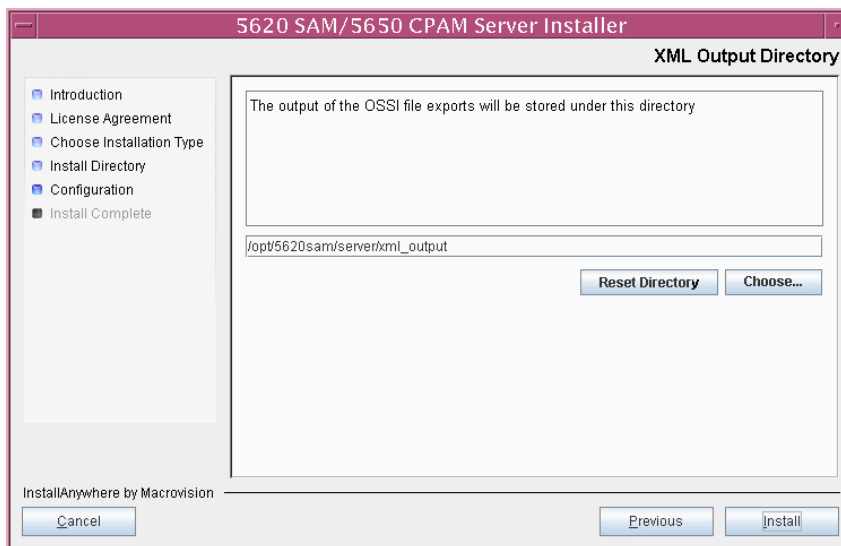 5620 SAM/5650 CPAM Server Installer
XML Output Directory
Introduction
License Agreement
Choose Installation Type
Install Directory
Configuration
Install Complete
The output of the OSSI file exports will be stored under this directory
/opt/5620sam/server/xml_output
Reset Directory
Choose...
InstallAnywhere by Macrovision
Cancel
Previous
Install